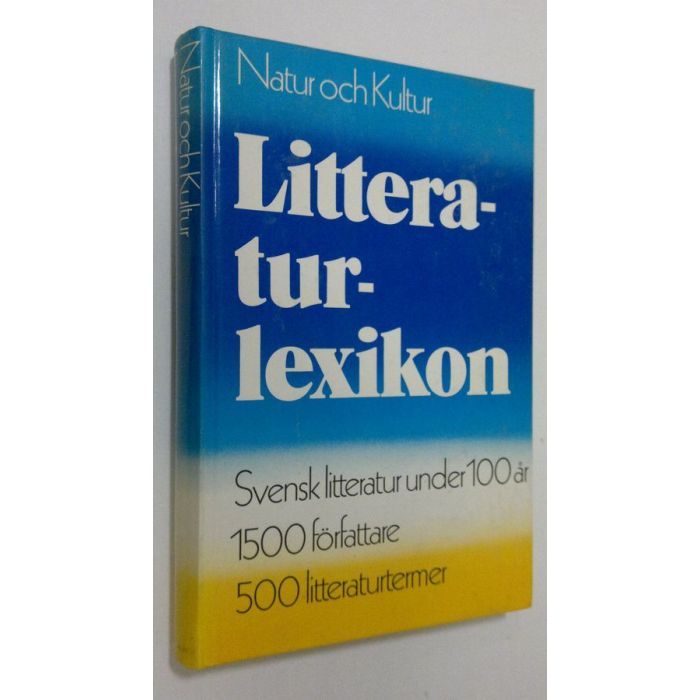 Natur och Kultur
Natur och Kultur
Littera-
tur-
lexikon
Svensk litteratur under 100 år
1500 författare
500 litteraturtermer